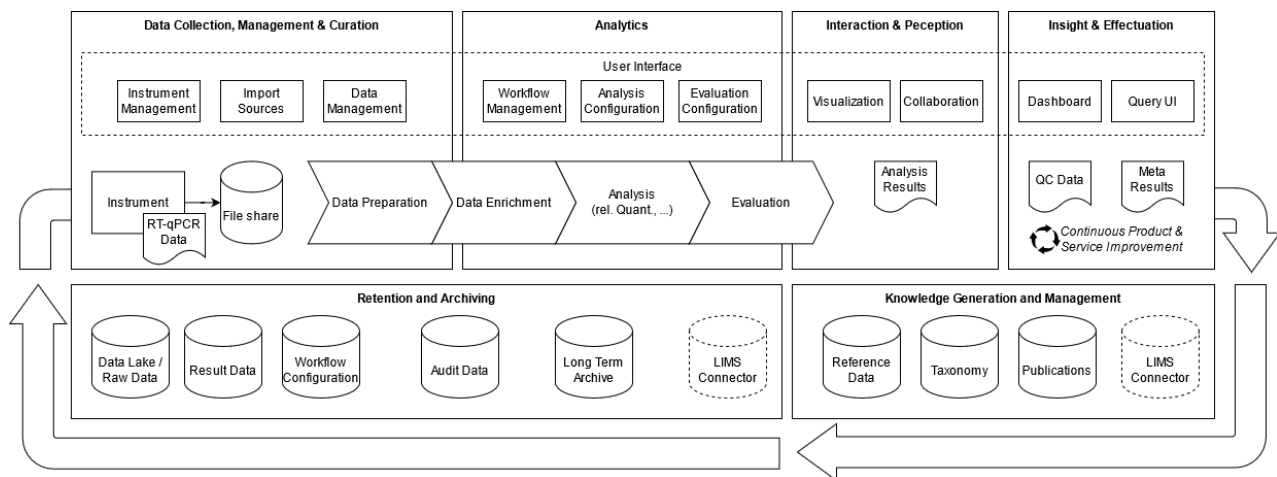 Data Collection, Management & Curation
Analytics
Interaction & Peception
Insight & Effectuation
User Interface
Instrument
Management
Import
Sources
Data
Management
Workflow
Management
Analysis
Configuration
Evaluation
Configuration
Visualization
Collaboration
Dashboard
Query UI
Instrument
RT-qPCR
Data
File share
Data Preparation
Data Enrichment
Analysis
(rel. Quant., ...)
Evaluation
Analysis
Results
QC Data
Meta
Results
Continuous Product &
Service Improvement
Retention and Archiving
Knowledge Generation and Management
Data Lake /
Raw Data
Result Data
Workflow
Configuration
Audit Data
Long Term
Archive
LIMS
Connector
Reference
Data
Taxonomy
Publications
LIMS
Connector